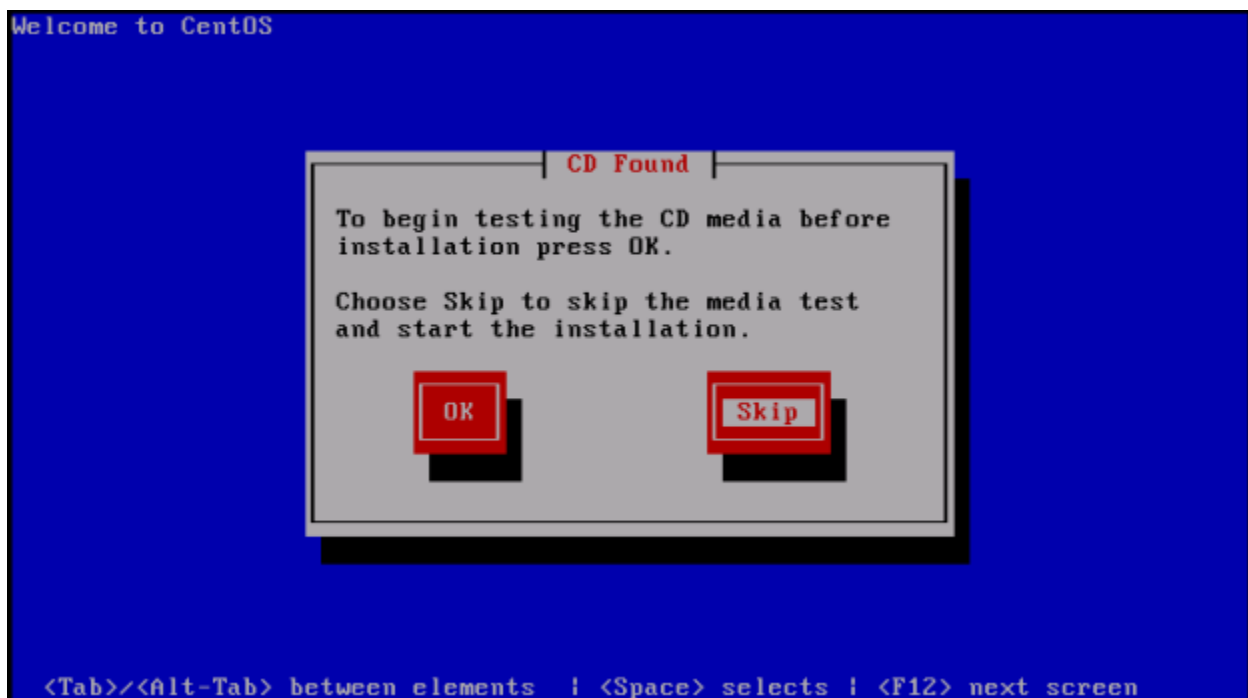 Welcome to CentOS
CD Found
To begin testing the CD media before
installation press OK.
Choose Skip to skip the media test
and start the installation.
OK
Skip
<Tab>/<Alt-Tab> between elements | <Space> selects | <F12> next screen